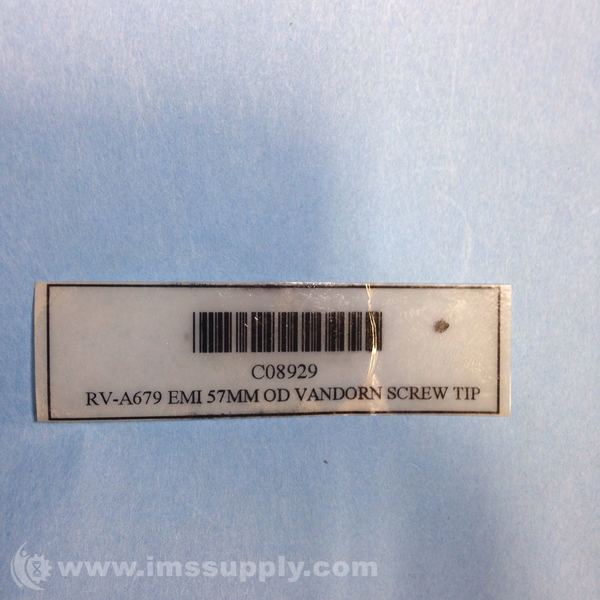 C08929
RV-A679 EMI 57MM OD VANDORN SCREW TIP
www.imssupply.com